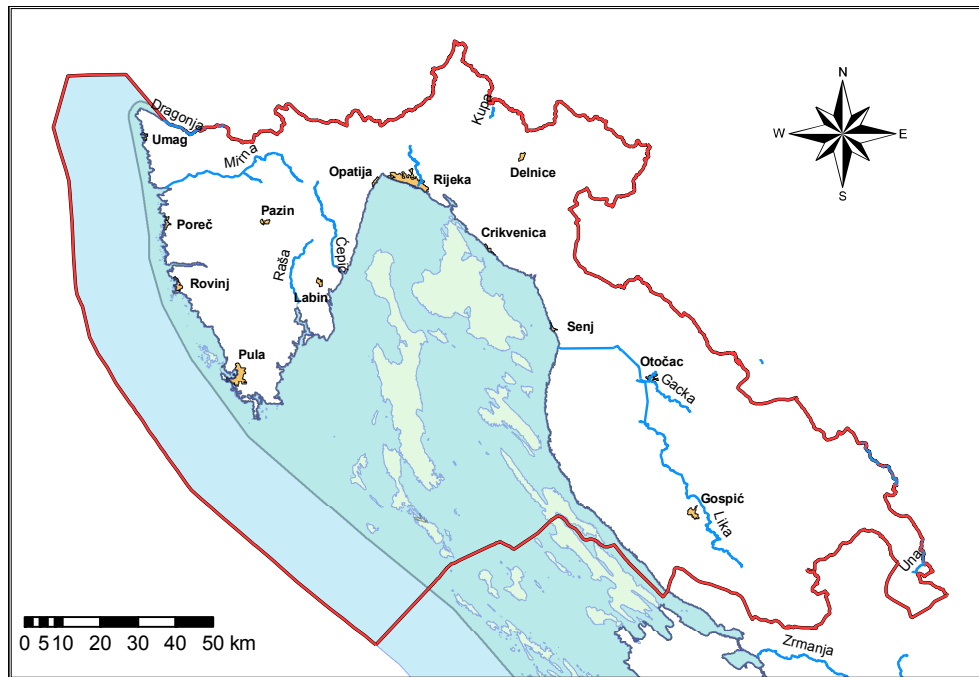 N
W
E
S
Dragonja
Umag
Mirna
Kupa
Delnice
Opatija
Rijeka
Poreč
Pazin
Crikvenica
Čepić
Raša
Rovinj
Labin
Senj
Pula
Otočac
Gacka
Gospić
Lika
Una
Zrmanja
0 5 10 20 30 40 50 km